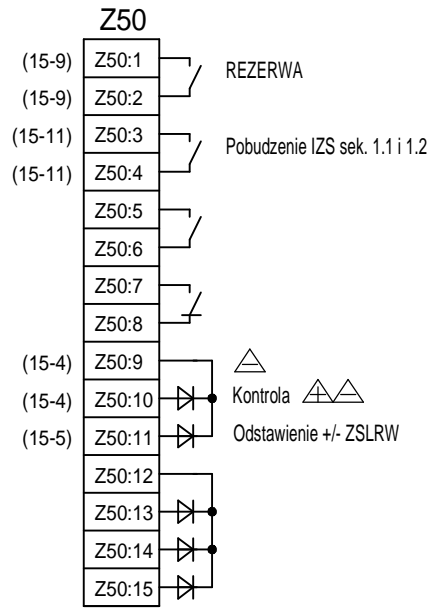 Z50
(15-9) Z50:1
REZERWA
(15-9) Z50:2
(15-11) Z50:3
Pobudzenie IZS sek. 1.1 i 1.2
(15-11) Z50:4
Z50:5
Z50:6
Z50:7
Z50:8
(15-4) Z50:9 −
(15-4) Z50:10 Kontrola + −
(15-5) Z50:11 Odstawienie +/- ZSLRW
Z50:12
Z50:13
Z50:14
Z50:15